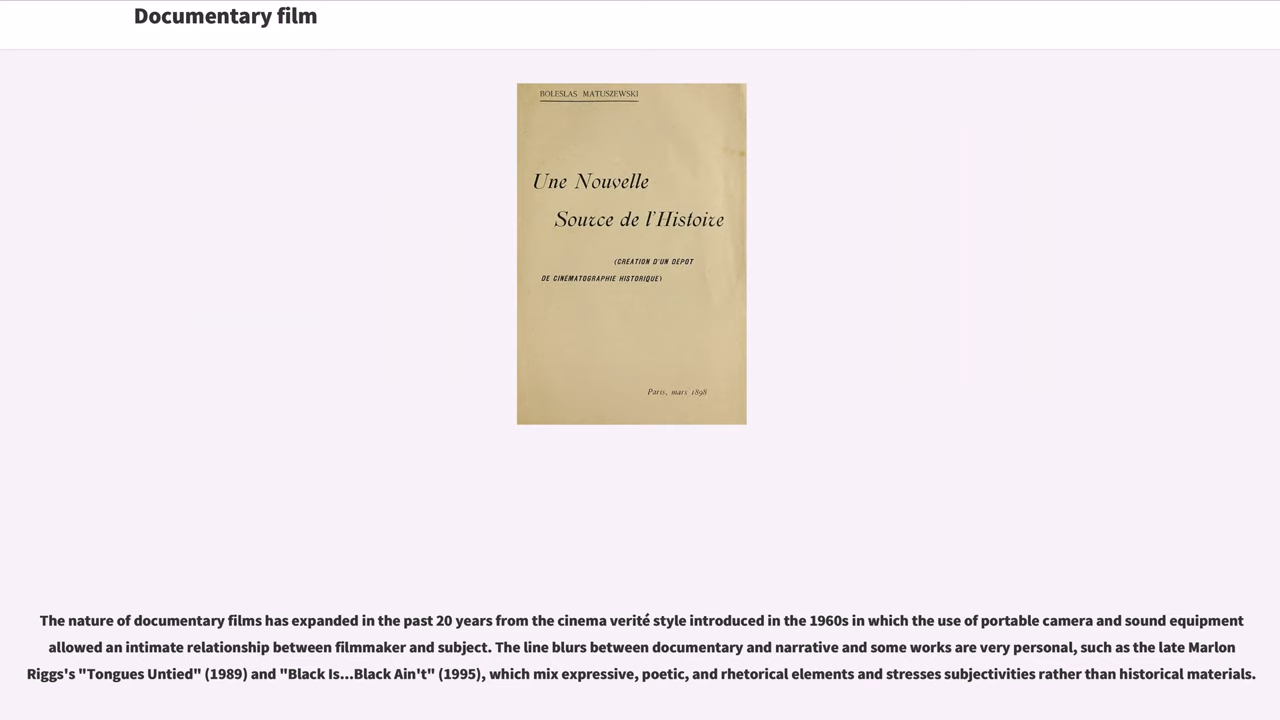 Documentary film
BOLESLAS MATUSZEWSKI
Une Nouvelle
Source de l'Histoire
(CREATION D'UN DEPOT
DE CINEMATOGRAPHIE HISTORIQUE)
Paris, mars 1898
The nature of documentary films has expanded in the past 20 years from the cinema verité style introduced in the 1960s in which the use of portable camera and sound equipment
allowed an intimate relationship between filmmaker and subject. The line blurs between documentary and narrative and some works are very personal, such as the late Marlon
Riggs's "Tongues Untied" (1989) and "Black Is...Black Ain't" (1995), which mix expressive, poetic, and rhetorical elements and stresses subjectivities rather than historical materials.